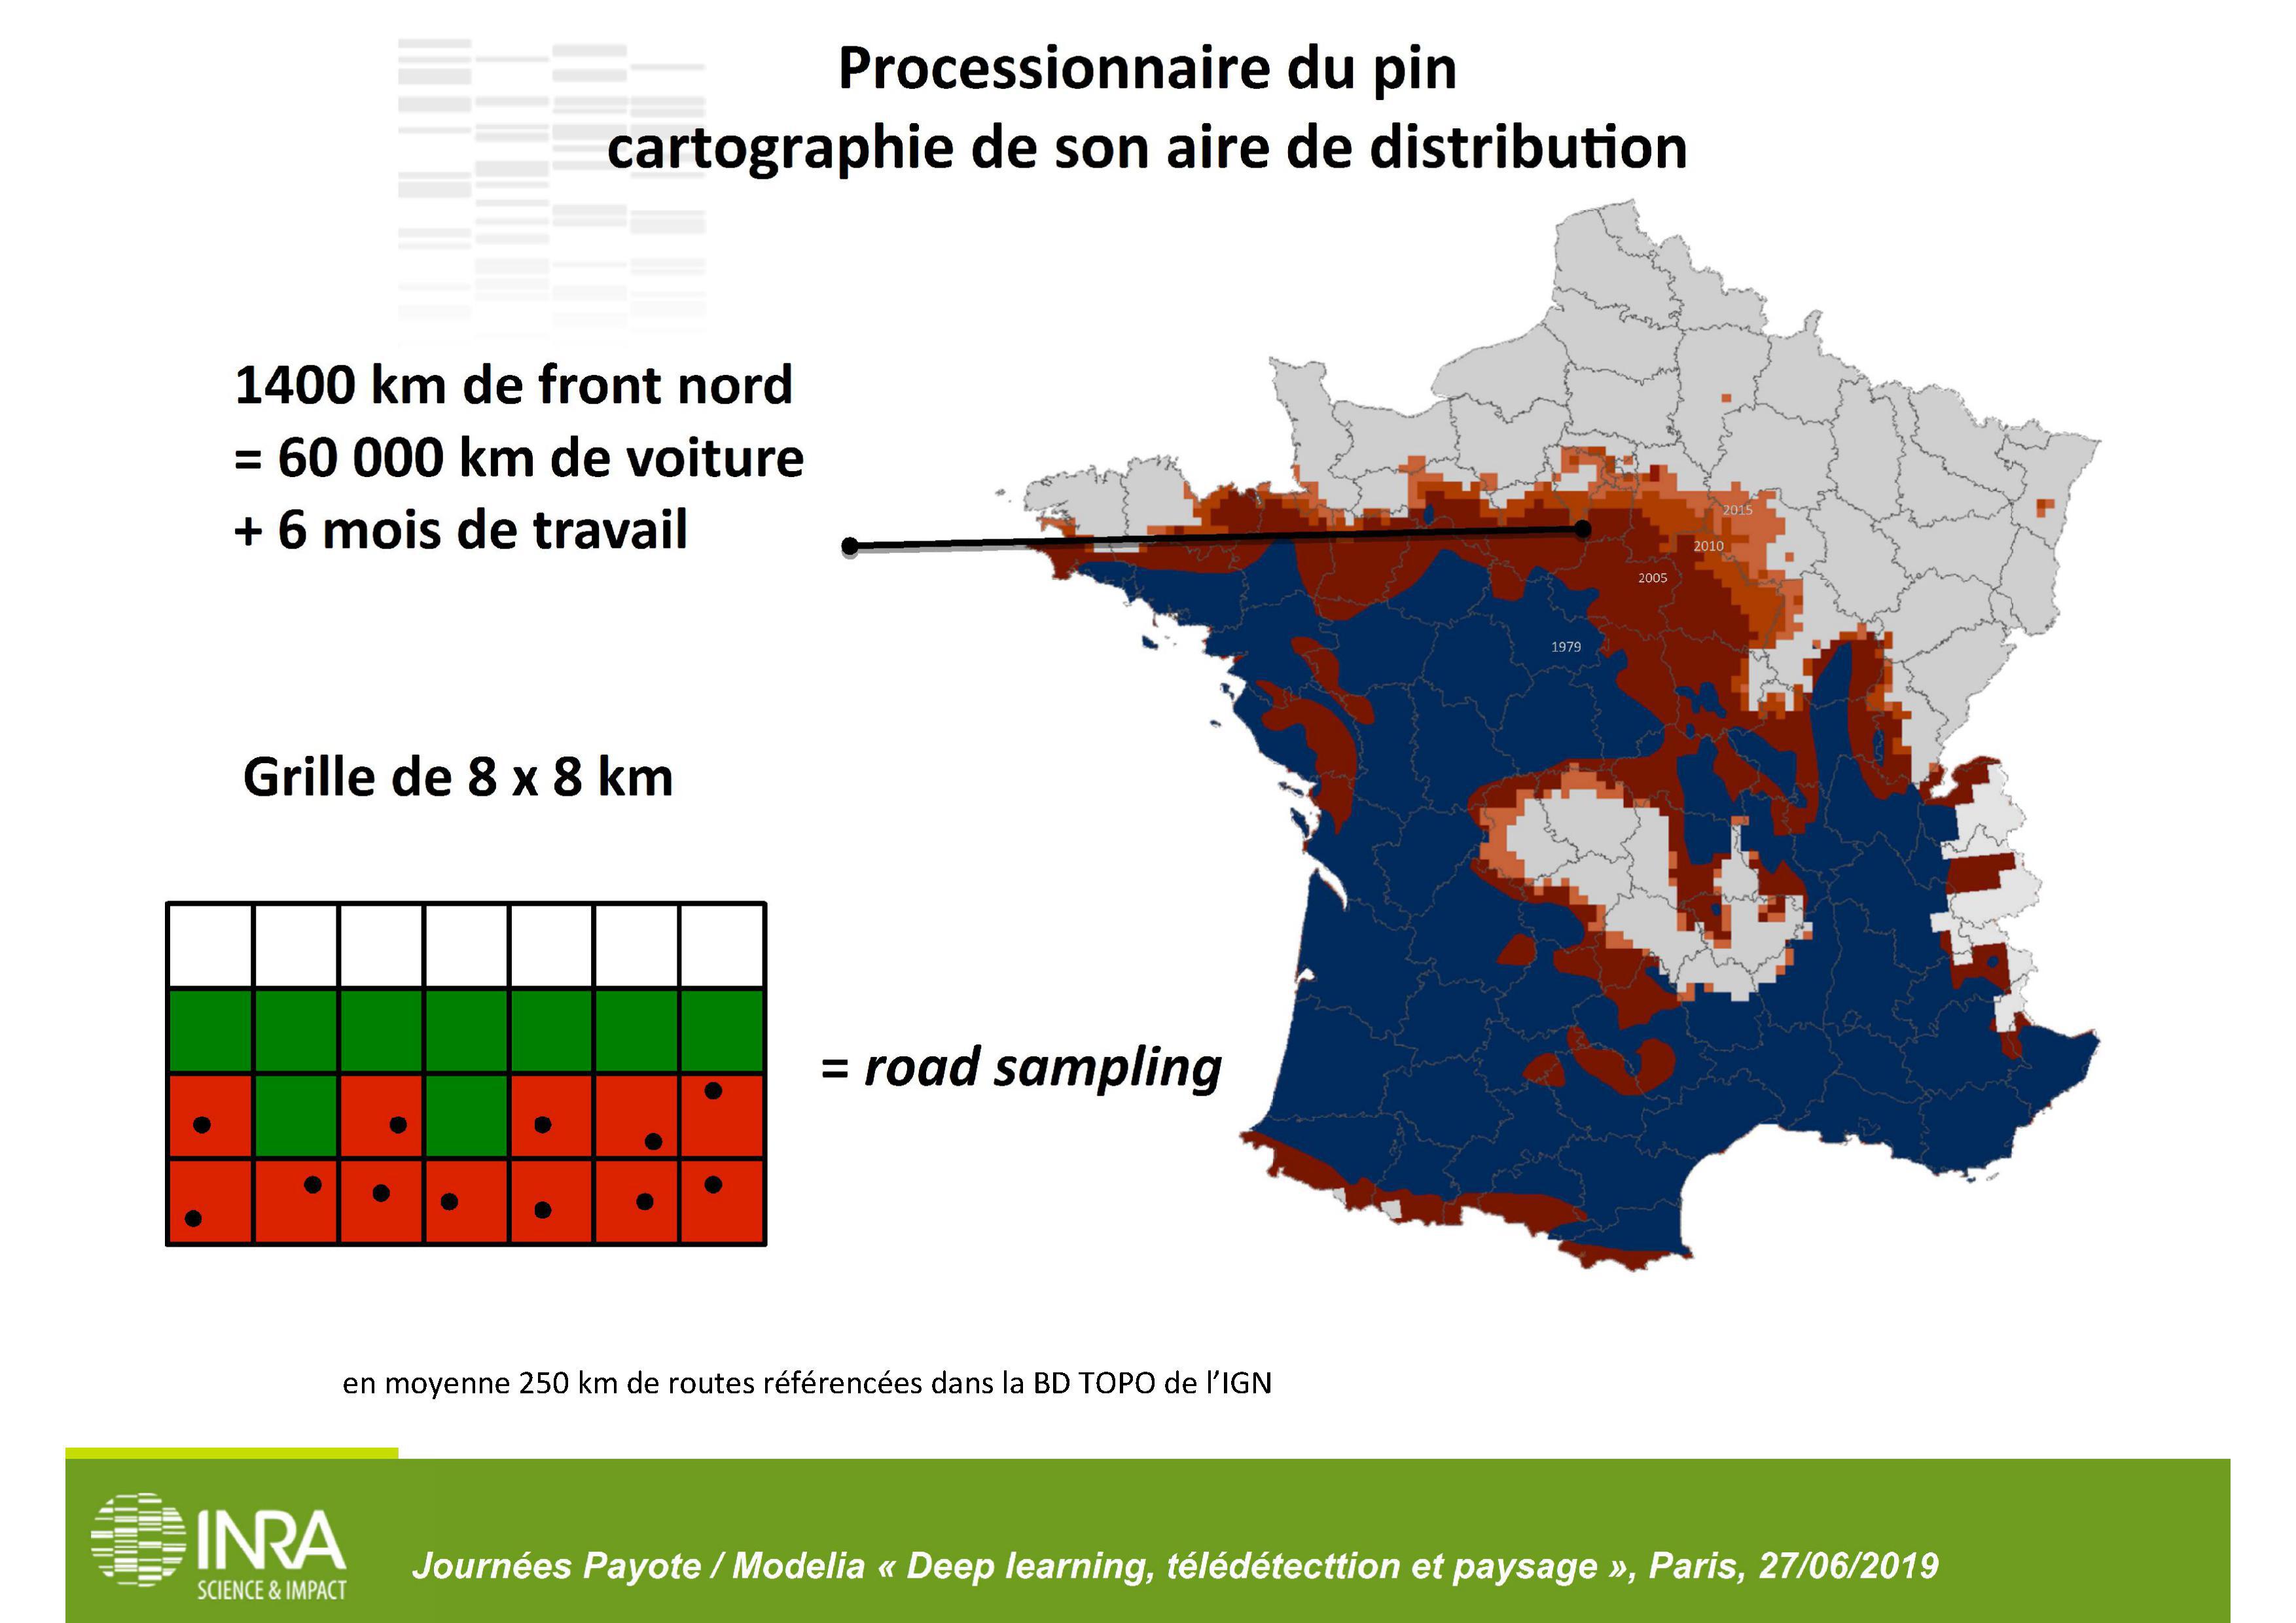 Processionnaire du pin
cartographie de son aire de distribution
1400 km de front nord
= 60 000 km de voiture
+ 6 mois de travail
2015
2010
2005
1979
Grille de 8 x 8 km
= road sampling
en moyenne 250 km de routes référencées dans la BD TOPO de l’IGN
INRA
SCIENCE & IMPACT
Journées Payote / Modelia « Deep learning, télédétecttion et paysage », Paris, 27/06/2019